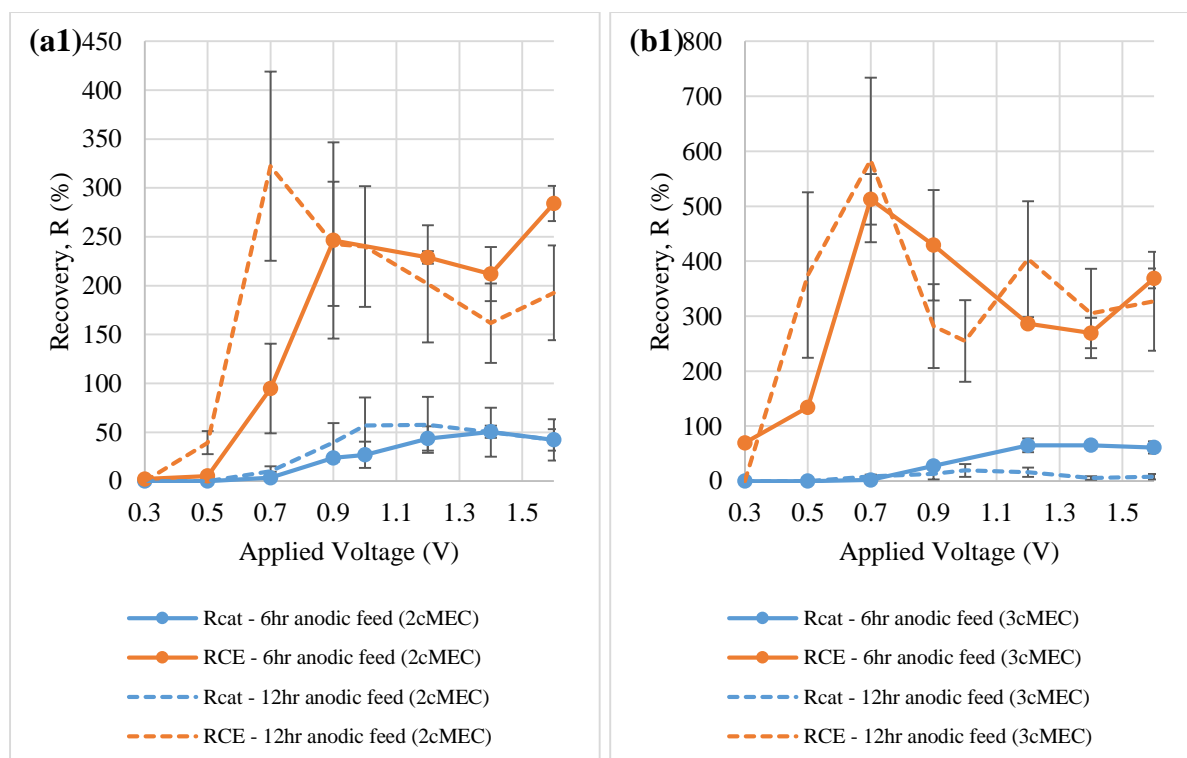 (a1)
450
400
350
300
250
200
150
100
50
0
Recovery, R (%)
0.3 0.5 0.7 0.9 1.1 1.3 1.5
Applied Voltage (V)
Rcat - 6hr anodic feed (2cMEC)
RCE - 6hr anodic feed (2cMEC)
Rcat - 12hr anodic feed (2cMEC)
RCE - 12hr anodic feed (2cMEC)
(b1)
800
700
600
500
400
300
200
100
0
Recovery, R (%)
0.3 0.5 0.7 0.9 1.1 1.3 1.5
Applied Voltage (V)
Rcat - 6hr anodic feed (3cMEC)
RCE - 6hr anodic feed (3cMEC)
Rcat - 12hr anodic feed (3cMEC)
RCE - 12hr anodic feed (3cMEC)